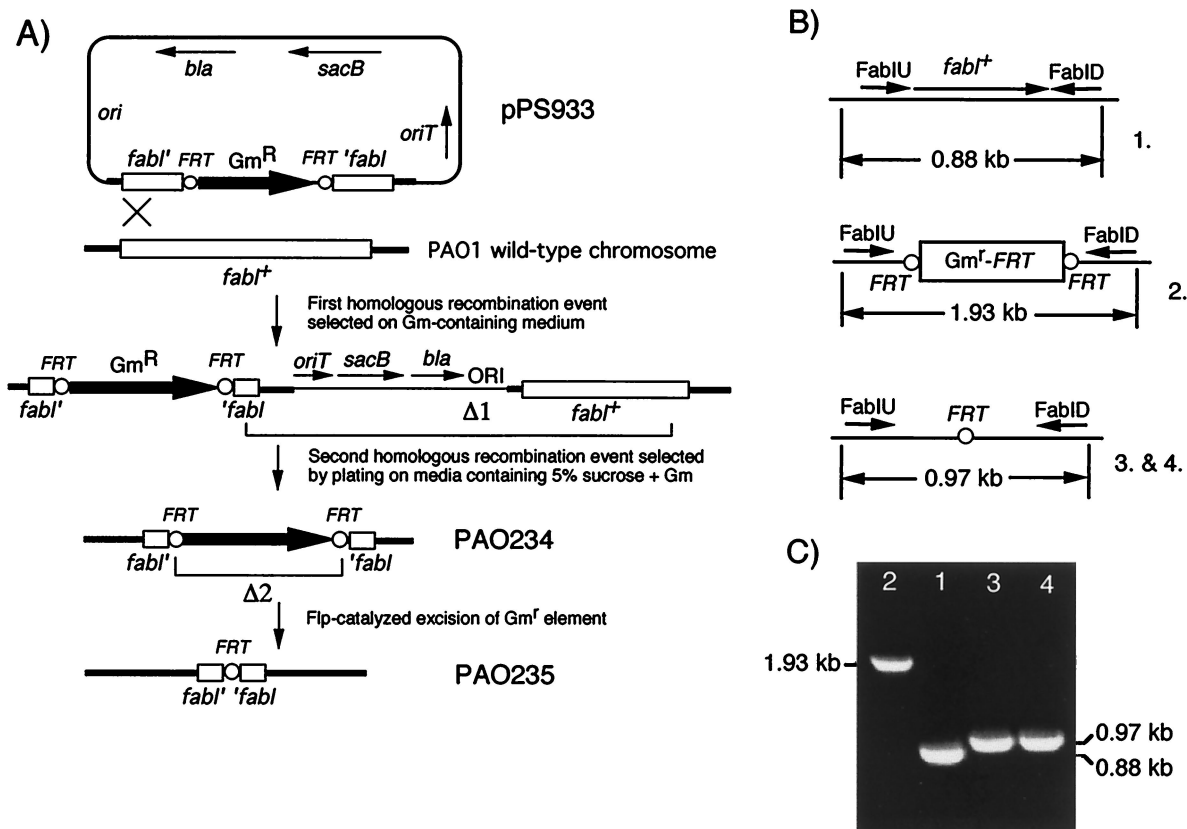 A)
bla
sacB
pPS933
ori
oriT
fabI'
FRT
GmR
FRT
'fabI
PAO1 wild-type chromosome
fabI+
First homologous recombination event
selected on Gm-containing medium
FRT
GmR
FRT
oriT
sacB
bla
ORI
fabI'
'fabI
Δ1
fabI+
Second homologous recombination event selected
by plating on media containing 5% sucrose + Gm
FRT
FRT
PAO234
fabI'
'fabI
Δ2
Flp-catalyzed excision of Gmr element
FRT
PAO235
fabI'
'fabI
B)
FabIU
fabI+
FabID
1.
0.88 kb
FabIU
FabID
Gmr-FRT
FRT
FRT
2.
1.93 kb
FabIU
FRT
FabID
3. & 4.
0.97 kb
C)
2 1 3 4
1.93 kb
0.97 kb
0.88 kb